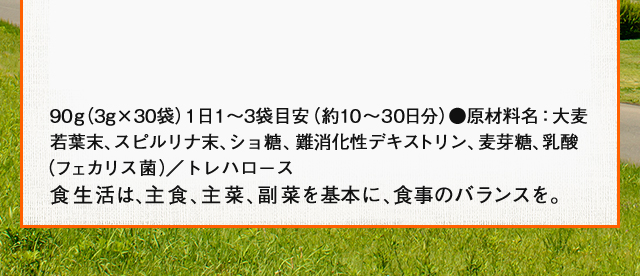 90g（3g×30袋）1日1～3袋目安（約10～30日分）●原材料名：大麦
若葉末、スピルリナ末、ショ糖、難消化性デキストリン、麦芽糖、乳酸
（フェカリス菌）／トレハロース
食生活は、主食、主菜、副菜を基本に、食事のバランスを。